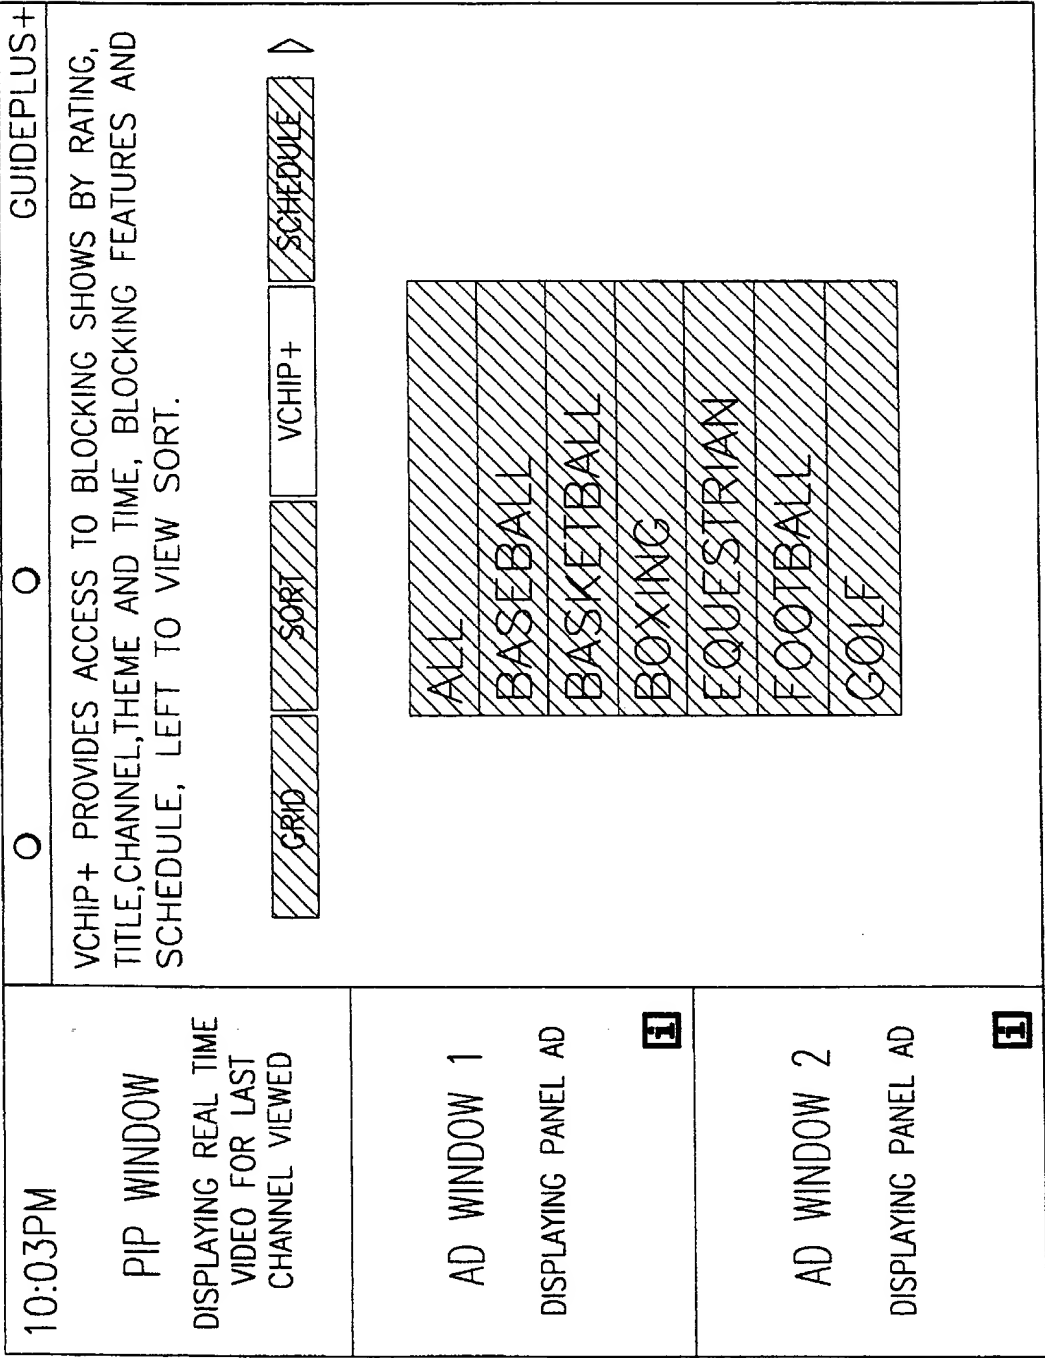 10:03PM
GUIDEPLUS+
PIP WINDOW
DISPLAYING REAL TIME
VIDEO FOR LAST
CHANNEL VIEWED
AD WINDOW 1
DISPLAYING PANEL AD
i
AD WINDOW 2
DISPLAYING PANEL AD
i
VCHIP+ PROVIDES ACCESS TO BLOCKING SHOWS BY RATING,
TITLE,CHANNEL,THEME AND TIME, BLOCKING FEATURES AND
SCHEDULE, LEFT TO VIEW SORT.
GRID SORT VCHIP+ SCHEDULE
ALL
BASEBALL
BASKETBALL
BOXING
EQUESTRIAN
FOOTBALL
GOLF